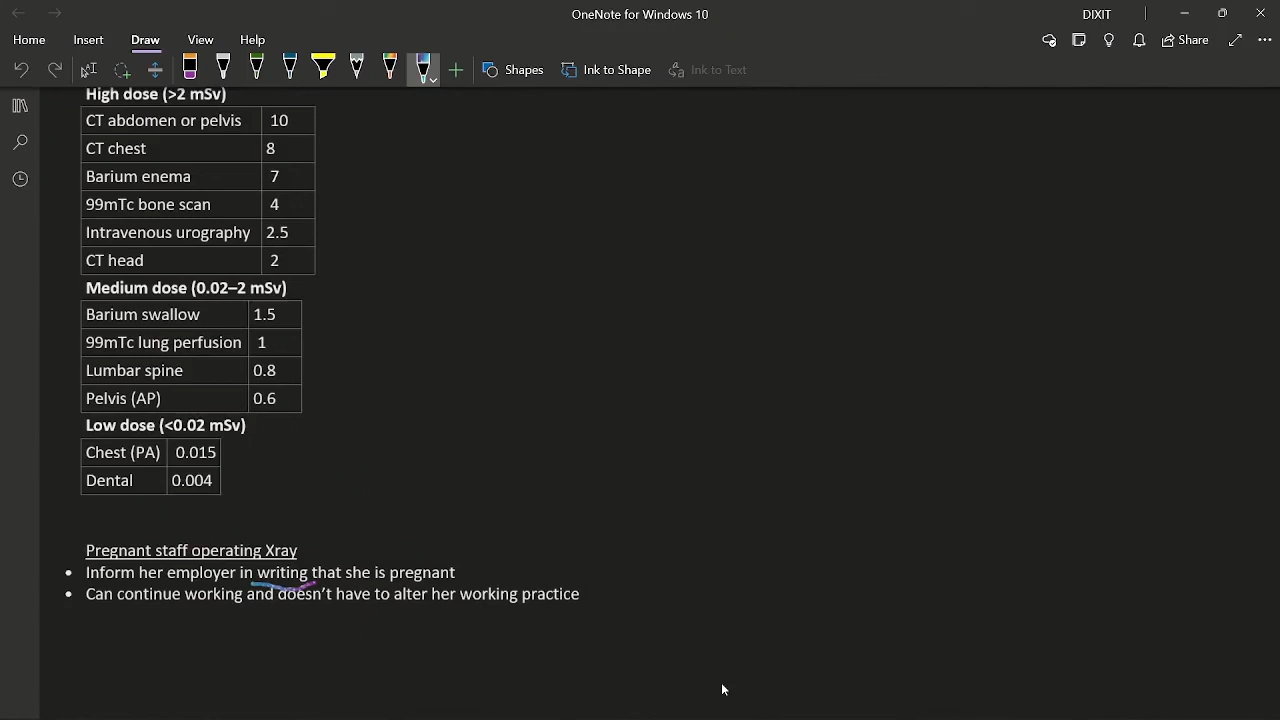 OneNote for Windows 10
DIXIT
Home Insert Draw View Help
Share
Shapes Ink to Shape Ink to Text
High dose (>2 mSv)
CT abdomen or pelvis 10
CT chest 8
Barium enema 7
99mTc bone scan 4
Intravenous urography 2.5
CT head 2
Medium dose (0.02–2 mSv)
Barium swallow 1.5
99mTc lung perfusion 1
Lumbar spine 0.8
Pelvis (AP) 0.6
Low dose (<0.02 mSv)
Chest (PA) 0.015
Dental 0.004
Pregnant staff operating Xray
• Inform her employer in writing that she is pregnant
• Can continue working and doesn't have to alter her working practice